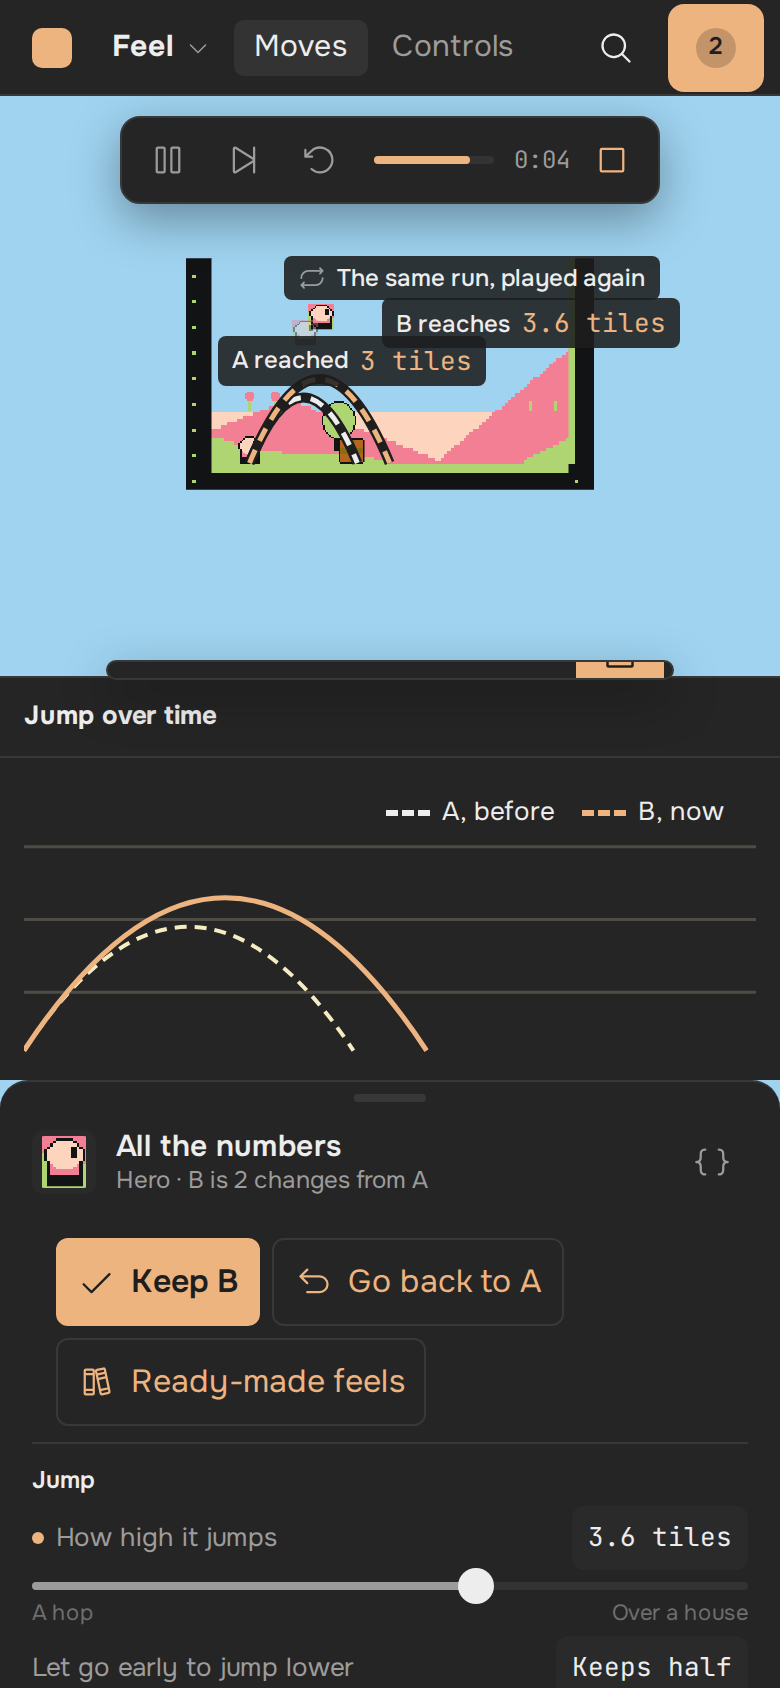 Feel
Moves
Controls
2
0:04
The same run, played again
B reaches 3.6 tiles
A reached 3 tiles
Jump over time
A, before
B, now
All the numbers
Hero · B is 2 changes from A
Keep B
Go back to A
Ready-made feels
Jump
How high it jumps
3.6 tiles
A hop
Over a house
Let go early to jump lower
Keeps half